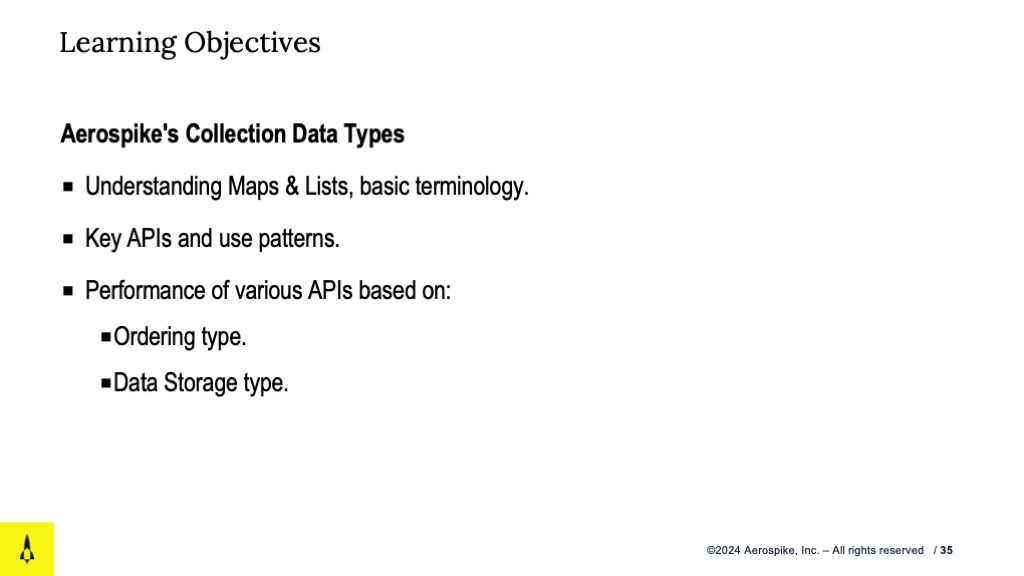 Learning Objectives
Aerospike's Collection Data Types
▪ Understanding Maps & Lists, basic terminology.
▪ Key APIs and use patterns.
▪ Performance of various APIs based on:
▪Ordering type.
▪Data Storage type.
©2024 Aerospike, Inc. – All rights reserved / 35